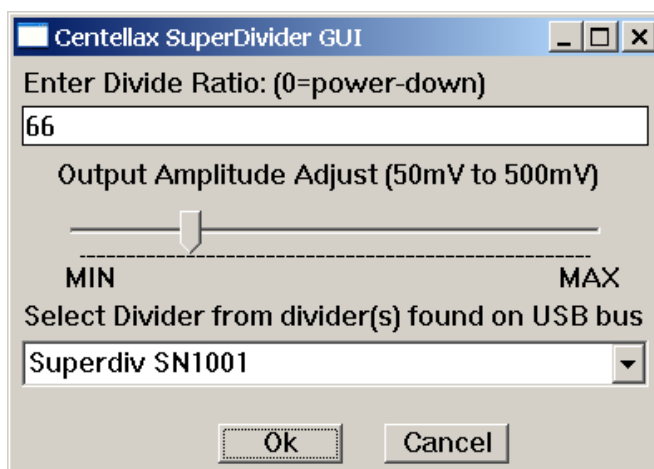 Centellax SuperDivider GUI
Enter Divide Ratio: (0=power-down)
66
Output Amplitude Adjust (50mV to 500mV)
MIN MAX
Select Divider from divider(s) found on USB bus
Superdiv SN1001
Ok Cancel